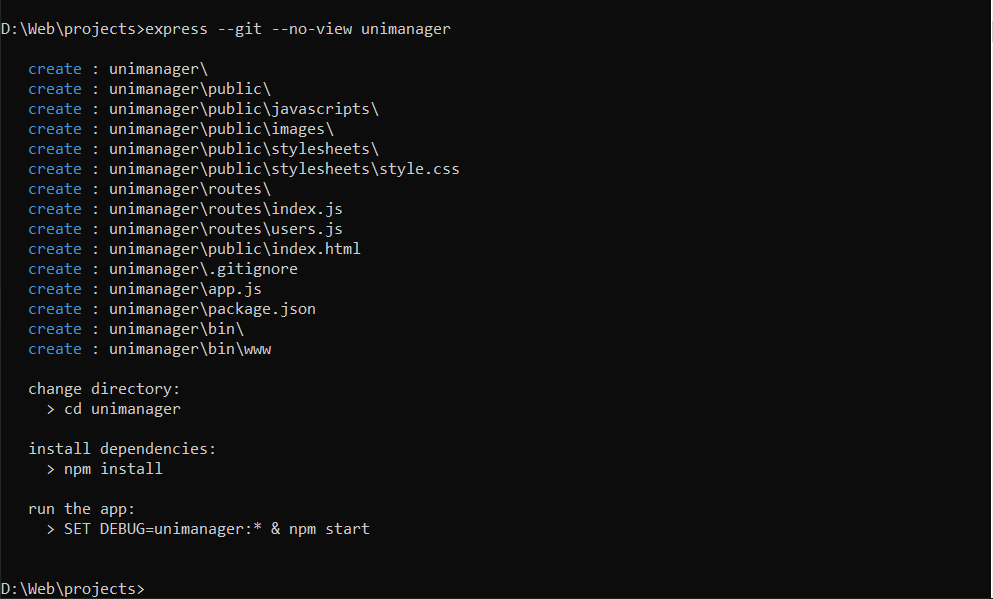 D:\Web\projects>express --git --no-view unimanager
create : unimanager\
create : unimanager\public\
create : unimanager\public\javascripts\
create : unimanager\public\images\
create : unimanager\public\stylesheets\
create : unimanager\public\stylesheets\style.css
create : unimanager\routes\
create : unimanager\routes\index.js
create : unimanager\routes\users.js
create : unimanager\public\index.html
create : unimanager\.gitignore
create : unimanager\app.js
create : unimanager\package.json
create : unimanager\bin\
create : unimanager\bin\www
change directory:
> cd unimanager
install dependencies:
> npm install
run the app:
> SET DEBUG=unimanager:* & npm start
D:\Web\projects>